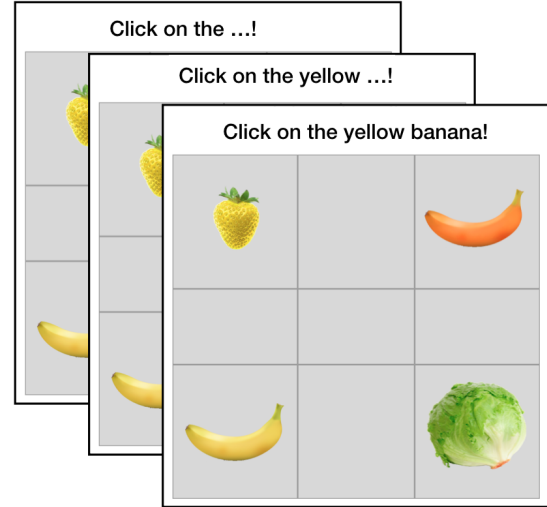 Click on the …!
Click on the yellow …!
Click on the yellow banana!